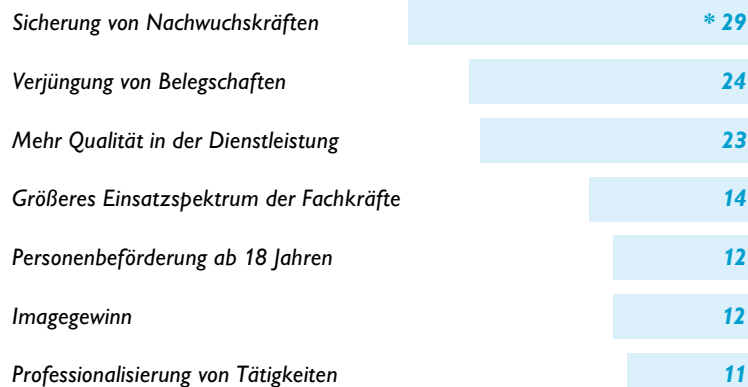 Sicherung von Nachwuchskräften * 29
Verjüngung von Belegschaften 24
Mehr Qualität in der Dienstleistung 23
Größeres Einsatzspektrum der Fachkräfte 14
Personenbeförderung ab 18 Jahren 12
Imagegewinn 12
Professionalisierung von Tätigkeiten 11